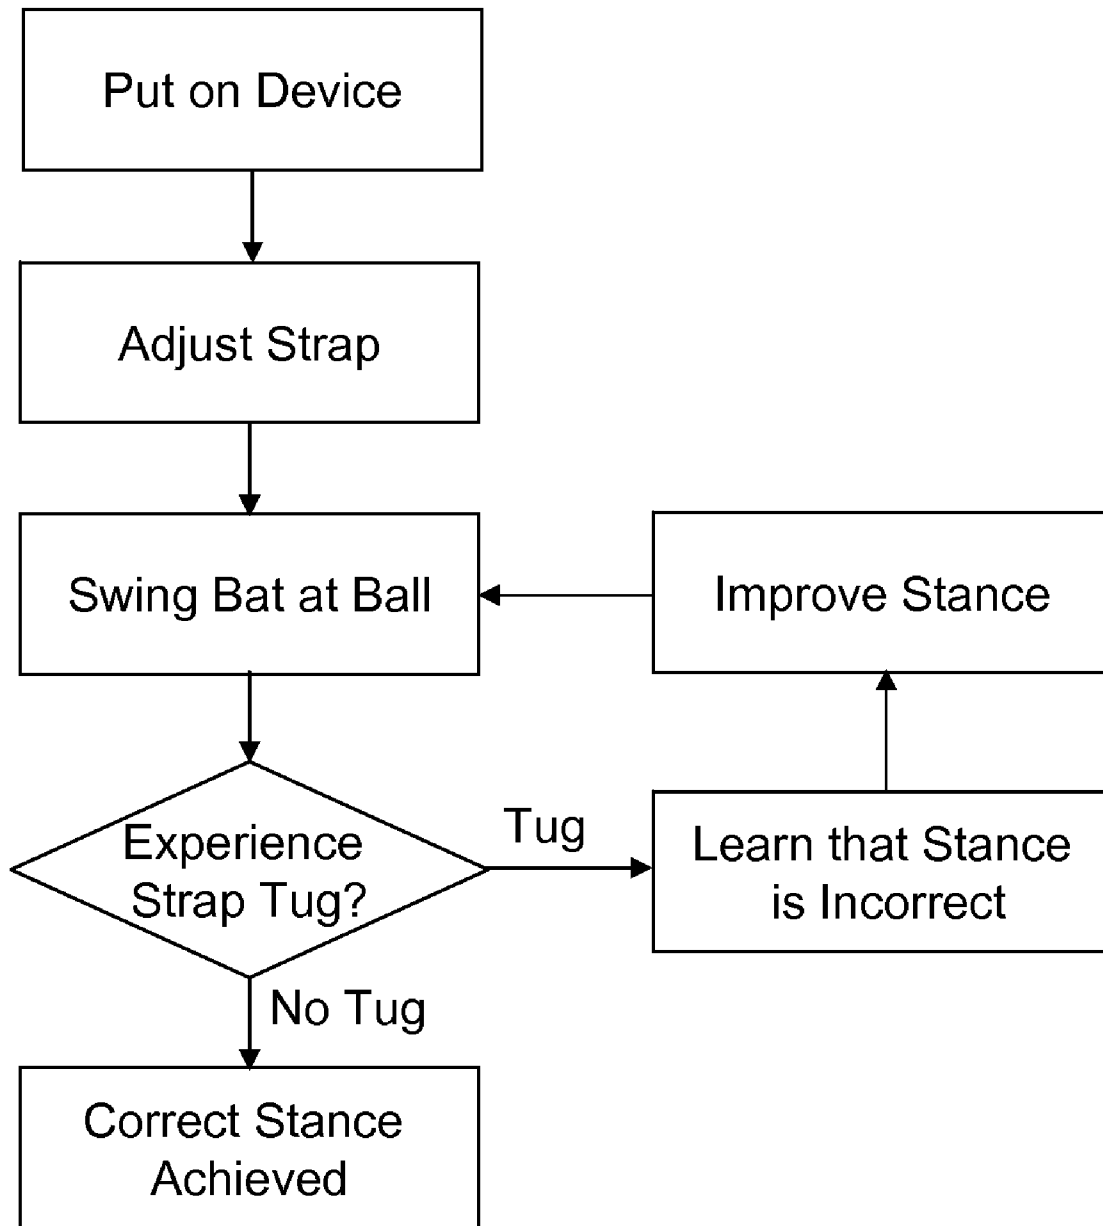 Put on Device
Adjust Strap
Swing Bat at Ball
Improve Stance
Experience
Strap Tug?
Tug
Learn that Stance
is Incorrect
No Tug
Correct Stance
Achieved